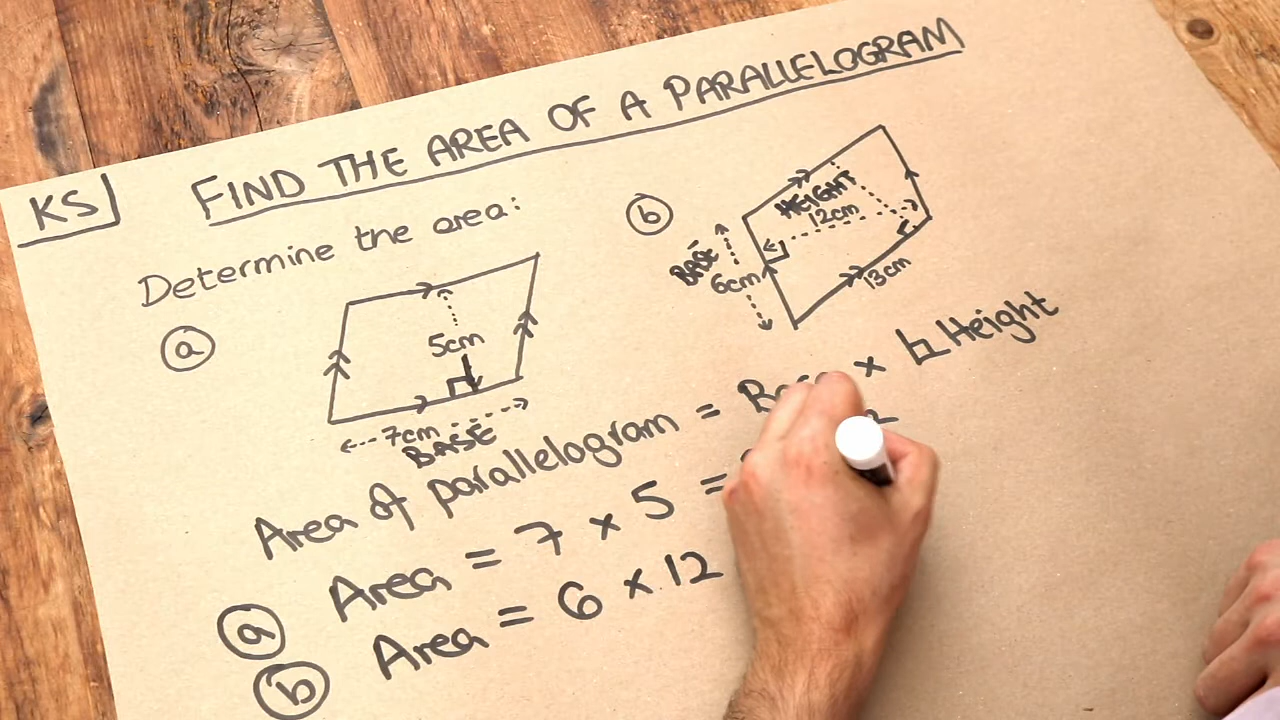 FIND THE AREA OF A PARALLELOGRAM
KS
Determine the area:
a
5cm
7cm
BASE
b
HEIGHT
12cm
BASE
6cm
13cm
Area of parallelogram = × Height
a Area = 7 × 5 =
b Area = 6 × 12